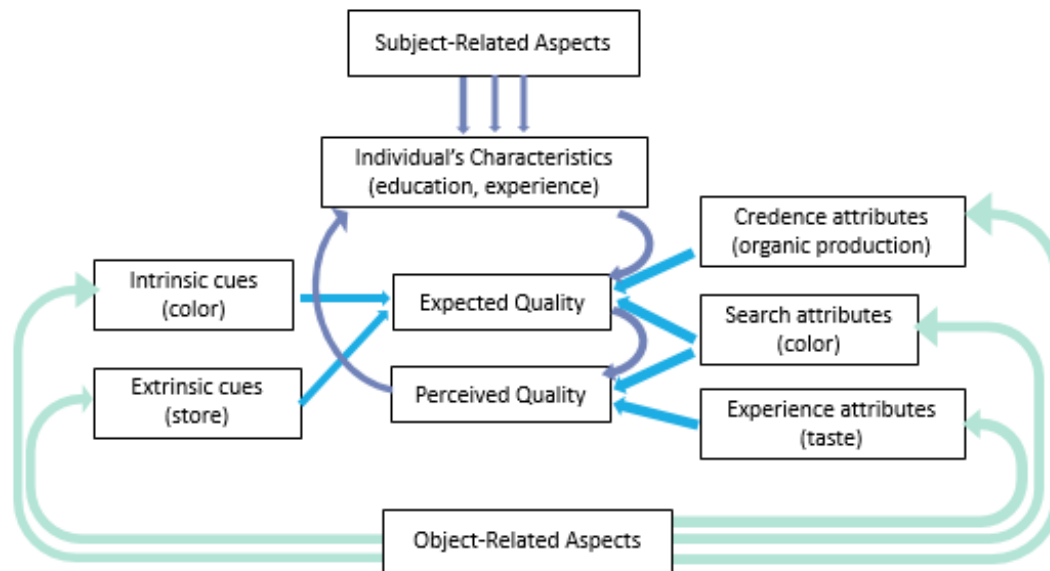 Subject-Related Aspects
Individual's Characteristics
(education, experience)
Credence attributes
(organic production)
Intrinsic cues
(color)
Expected Quality
Search attributes
(color)
Extrinsic cues
(store)
Perceived Quality
Experience attributes
(taste)
Object-Related Aspects